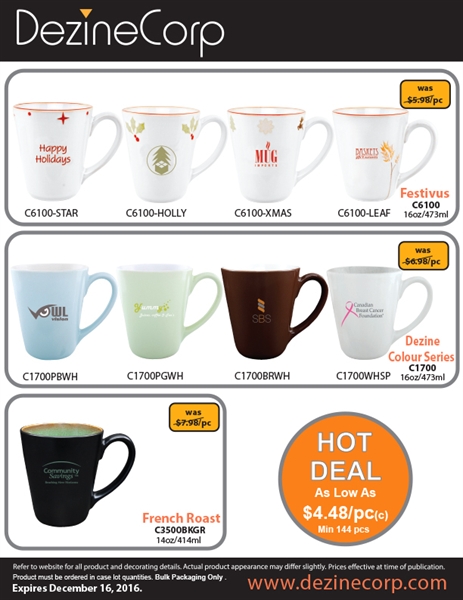 DezineCorp
was
$5.98/pc
Happy
Holidays
MUG
IMPORTS
BASKETS
Festivus
C6100
16oz/473ml
C6100-STAR
C6100-HOLLY
C6100-XMAS
C6100-LEAF
was
$6.98/pc
OWL
Yummy
SBS
Canadian
Breast Cancer
Foundation
Dezine
Colour Series
C1700
16oz/473ml
C1700PBWH
C1700PGWH
C1700BRWH
C1700WHSP
was
$7.98/pc
Community
Savings
French Roast
C3500BKGR
14oz/414ml
HOT
DEAL
As Low As
$4.48/pc(c)
Min 144 pcs
Refer to website for all product and decorating details. Actual product appearance may differ slightly. Prices effective at time of publication.
Product must be ordered in case lot quantities. Bulk Packaging Only .
Expires December 16, 2016.
www.dezinecorp.com